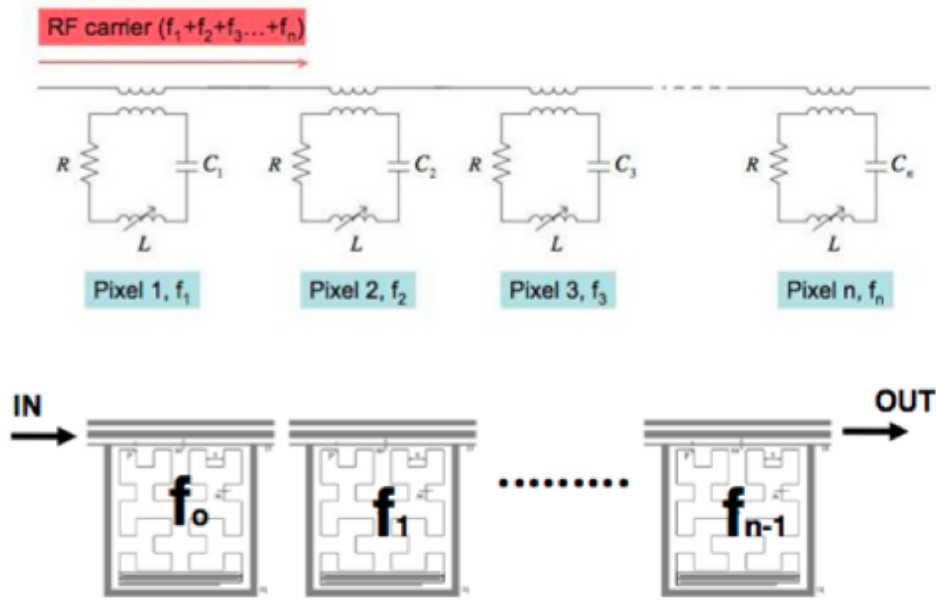 RF carrier (f₁+f₂+f₃...+fₙ)
R C₁ R C₂ R C₃ R Cₙ
L L L L
Pixel 1, f₁ Pixel 2, f₂ Pixel 3, f₃ Pixel n, fₙ
IN OUT
fₒ f₁ ......... fₙ₋₁